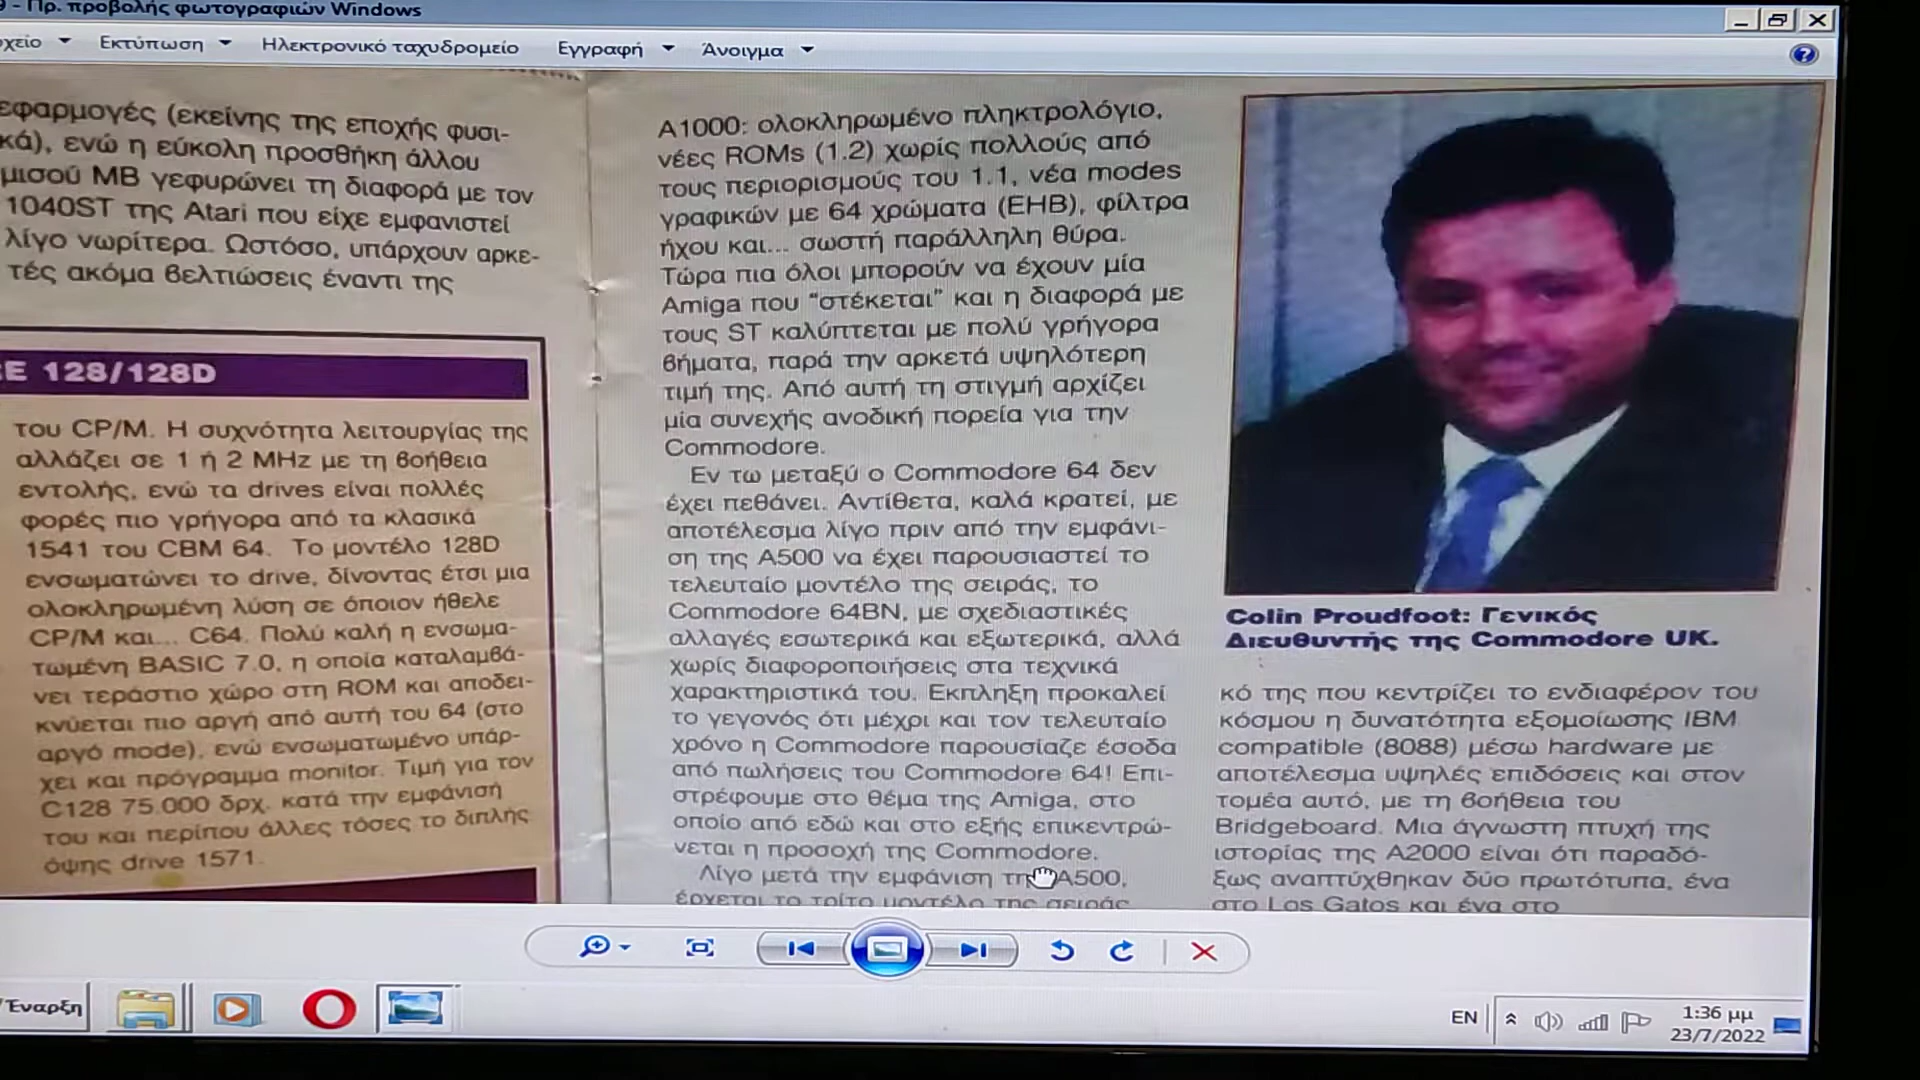 - Πρ. προβολής φωτογραφιών Windows
Εκτύπωση Ηλεκτρονικό ταχυδρομείο Εγγραφή Άνοιγμα
εφαρμογές (εκείνης της εποχής φυσι-
κά), ενώ η εύκολη προσθήκη άλλου
μισού MB γεφυρώνει τη διαφορά με τον
1040ST της Atari που είχε εμφανιστεί
λίγο νωρίτερα. Ωστόσο, υπάρχουν αρκε-
τές ακόμα βελτιώσεις έναντι της
E 128/128D
του CP/M. Η συχνότητα λειτουργίας της
αλλάζει σε 1 ή 2 MHz με τη βοήθεια
εντολής, ενώ τα drives είναι πολλές
φορές πιο γρήγορα από τα κλασικά
1541 του CBM 64. Το μοντέλο 128D
ενσωματώνει το drive, δίνοντας έτσι μια
ολοκληρωμένη λύση σε όποιον ήθελε
CP/M και... C64. Πολύ καλή η ενσωμα-
τωμένη BASIC 7.0, η οποία καταλαμβά-
νει τεράστιο χώρο στη ROM και αποδει-
κνύεται πιο αργή από αυτή του 64 (στο
αργό mode), ενώ ενσωματωμένο υπάρ-
χει και πρόγραμμα monitor. Τιμή για τον
C128 75.000 δρχ. κατά την εμφάνισή
του και περίπου άλλες τόσες το διπλής
όψης drive 1571.
A1000: ολοκληρωμένο πληκτρολόγιο,
νέες ROMs (1.2) χωρίς πολλούς από
τους περιορισμούς του 1.1, νέα modes
γραφικών με 64 χρώματα (EHB), φίλτρα
ήχου και... σωστή παράλληλη θύρα.
Τώρα πια όλοι μπορούν να έχουν μία
Amiga που "στέκεται" και η διαφορά με
τους ST καλύπτεται με πολύ γρήγορα
βήματα, παρά την αρκετά υψηλότερη
τιμή της. Από αυτή τη στιγμή αρχίζει
μία συνεχής ανοδική πορεία για την
Commodore.
Εν τω μεταξύ ο Commodore 64 δεν
έχει πεθάνει. Αντίθετα, καλά κρατεί, με
αποτέλεσμα λίγο πριν από την εμφάνι-
ση της A500 να έχει παρουσιαστεί το
τελευταίο μοντέλο της σειράς, το
Commodore 64BN, με σχεδιαστικές
αλλαγές εσωτερικά και εξωτερικά, αλλά
χωρίς διαφοροποιήσεις στα τεχνικά
χαρακτηριστικά του. Εκπληξη προκαλεί
το γεγονός ότι μέχρι και τον τελευταίο
χρόνο η Commodore παρουσίαζε έσοδα
από πωλήσεις του Commodore 64! Επι-
στρέφουμε στο θέμα της Amiga, στο
οποίο από εδώ και στο εξής επικεντρώ-
νεται η προσοχή της Commodore.
Λίγο μετά την εμφάνιση της A500,
έρχεται το τρίτο μοντέλο της σειράς
Colin Proudfoot: Γενικός
Διευθυντής της Commodore UK.
κό της που κεντρίζει το ενδιαφέρον του
κόσμου η δυνατότητα εξομοίωσης IBM
compatible (8088) μέσω hardware με
αποτέλεσμα υψηλές επιδόσεις και στον
τομέα αυτό, με τη βοήθεια του
Bridgeboard. Μια άγνωστη πτυχή της
ιστορίας της A2000 είναι ότι παραδό-
ξως αναπτύχθηκαν δύο πρωτότυπα, ένα
στο Los Gatos και ένα στο
Έναρξη
EN
1:36 μμ
23/7/2022